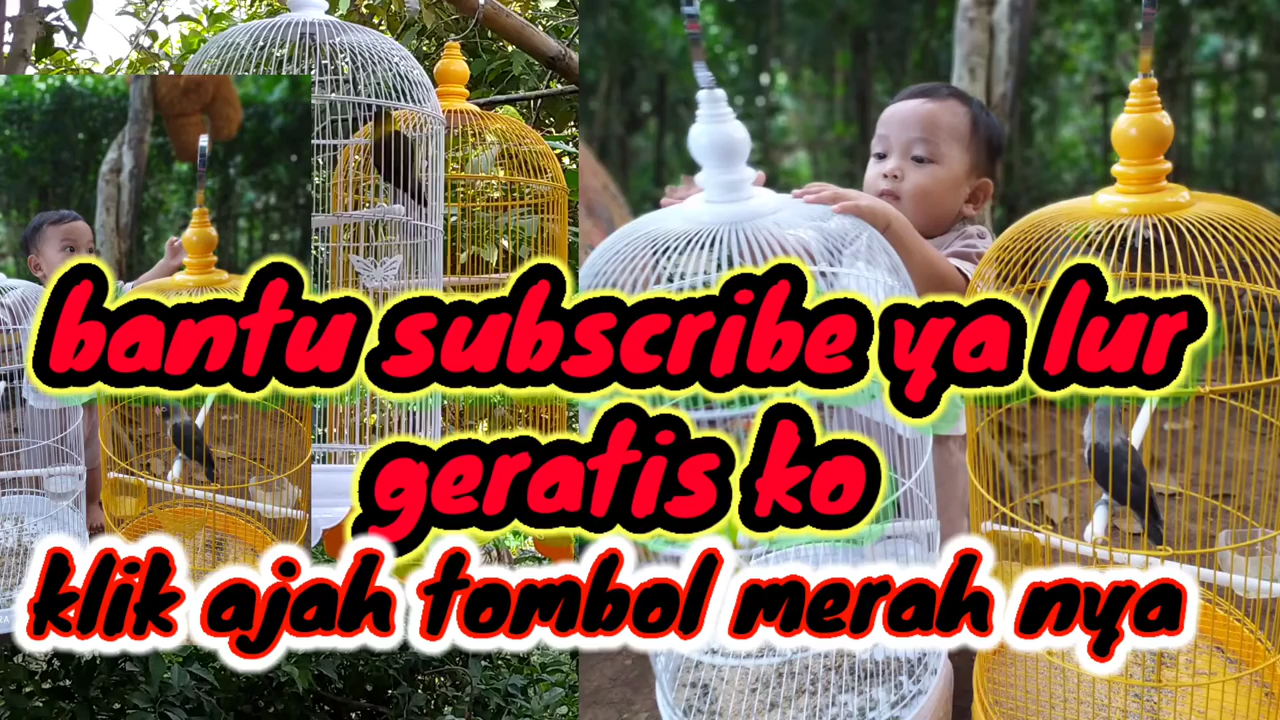 bantu subscribe ya lur
geratis ko
klik ajah tombol merah nya